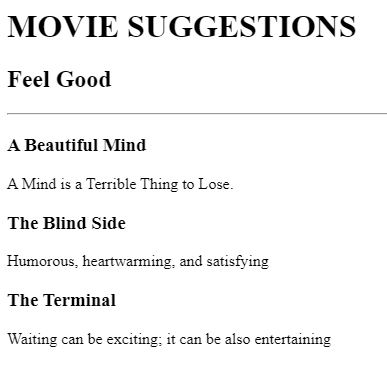 MOVIE SUGGESTIONS
Feel Good
A Beautiful Mind
A Mind is a Terrible Thing to Lose.
The Blind Side
Humorous, heartwarming, and satisfying
The Terminal
Waiting can be exciting; it can be also entertaining